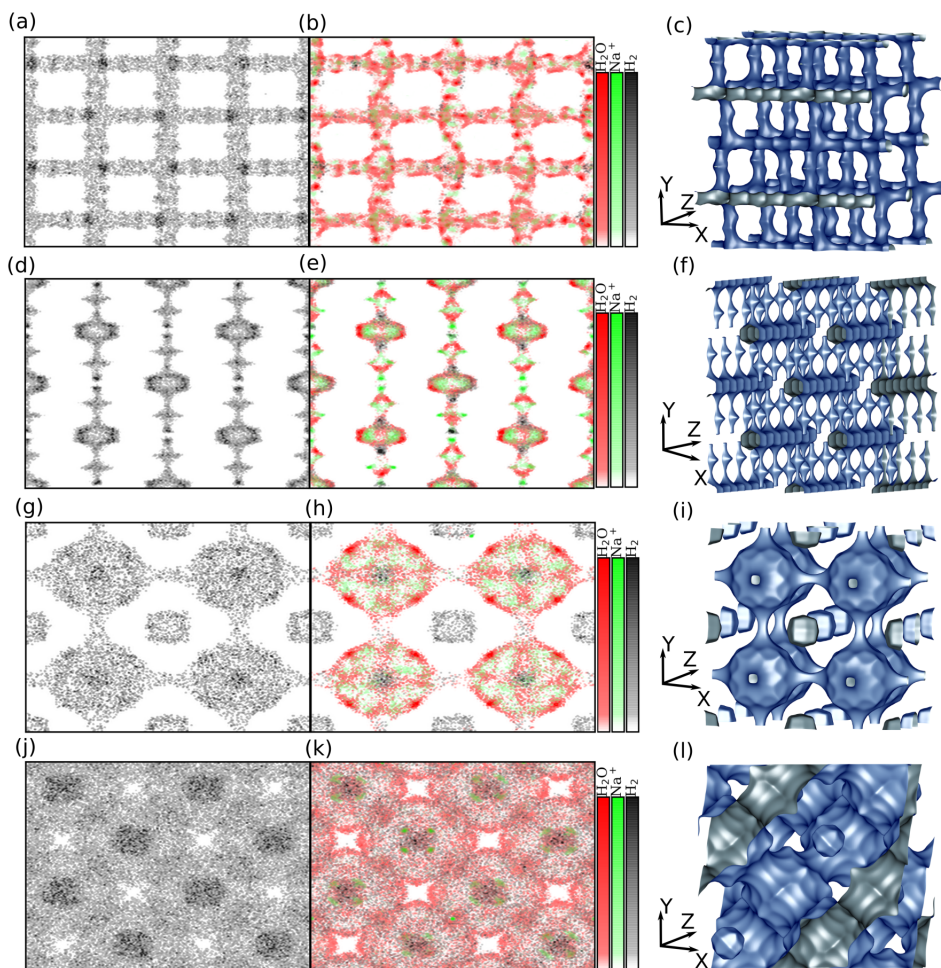 (a)
(b)
(c)
H₂O
Na⁺
H₂
Y
Z
X
(d)
(e)
(f)
H₂O
Na⁺
H₂
Y
Z
X
(g)
(h)
(i)
H₂O
Na⁺
H₂
Y
Z
X
(j)
(k)
(l)
H₂O
Na⁺
H₂
Y
Z
X